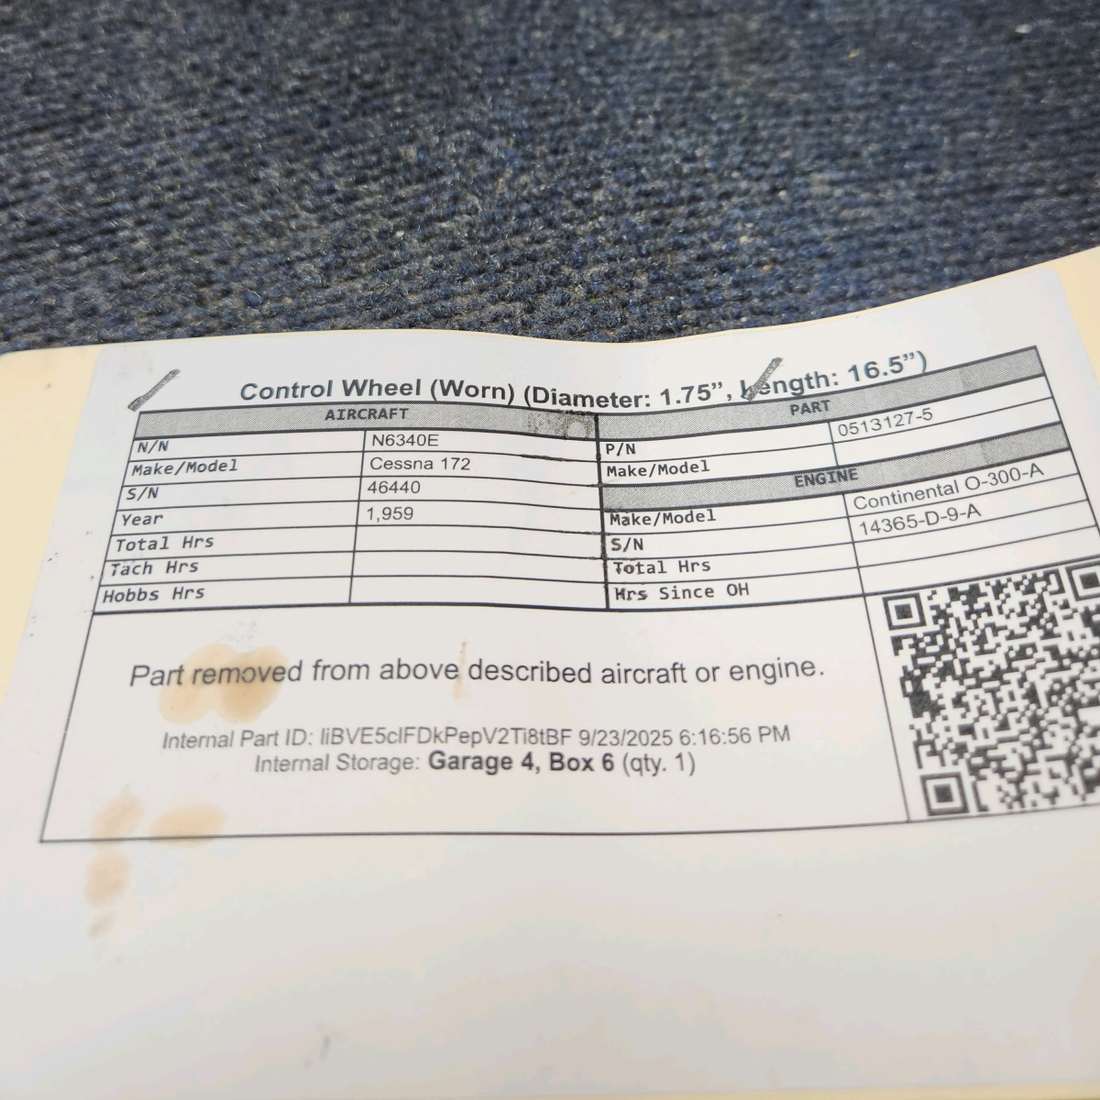 Control Wheel (Worn) (Diameter: 1.75”, Length: 16.5”)
AIRCRAFT
N/N N6340E
Make/Model Cessna 172
S/N 46440
Year 1,959
Total Hrs
Tach Hrs
Hobbs Hrs
PART
P/N 0513127-5
Make/Model
ENGINE
Make/Model Continental O-300-A
S/N 14365-D-9-A
Total Hrs
Hrs Since OH
Part removed from above described aircraft or engine.
Internal Part ID: IiBVE5cIFDkPepV2Ti8tBF 9/23/2025 6:16:56 PM
Internal Storage: Garage 4, Box 6 (qty. 1)